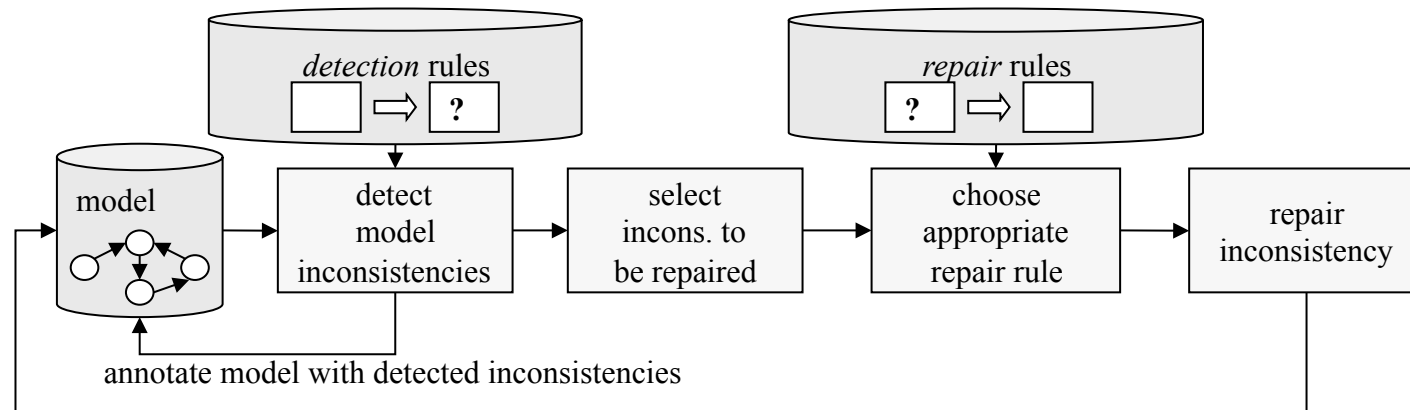 detection rules
?
repair rules
?
model
detect
model
inconsistencies
select
incons. to
be repaired
choose
appropriate
repair rule
repair
inconsistency
annotate model with detected inconsistencies